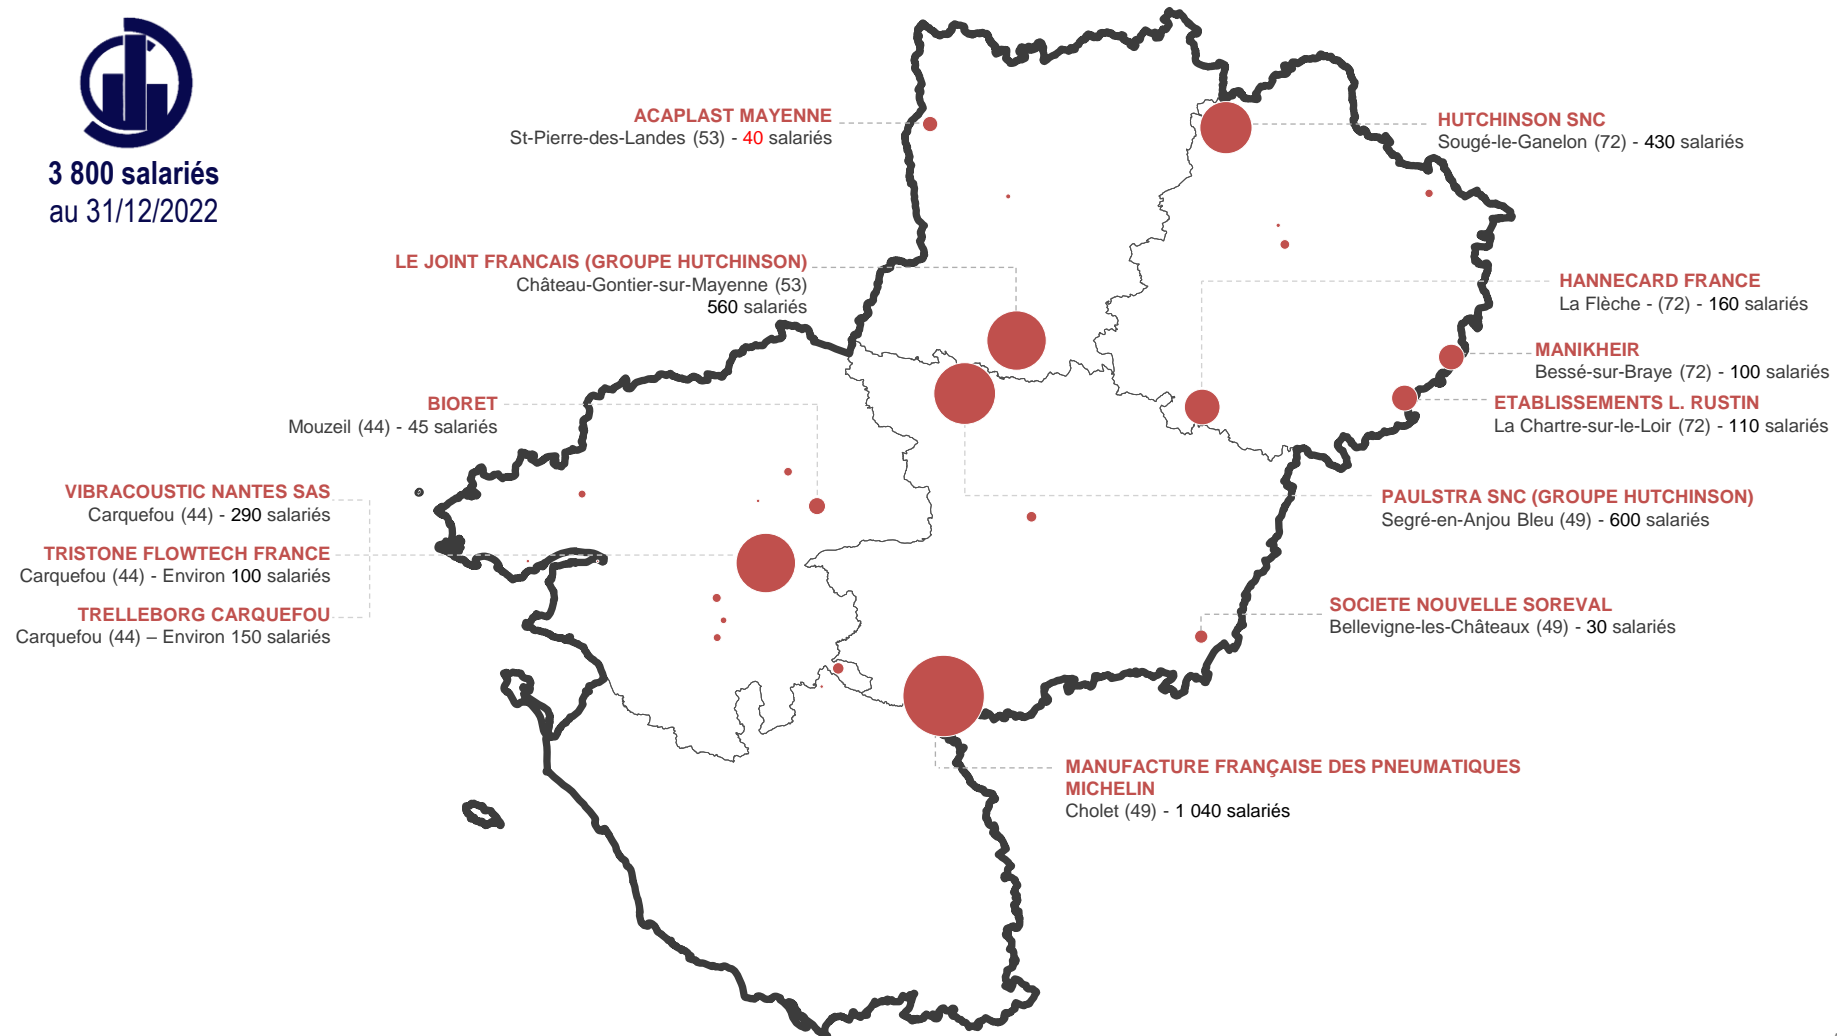 3 800 salariés
au 31/12/2022
ACAPLAST MAYENNE
St-Pierre-des-Landes (53) - 40 salariés
HUTCHINSON SNC
Sougé-le-Ganelon (72) - 430 salariés
LE JOINT FRANCAIS (GROUPE HUTCHINSON)
Château-Gontier-sur-Mayenne (53)
560 salariés
HANNECARD FRANCE
La Flèche - (72) - 160 salariés
MANIKHEIR
Bessé-sur-Braye (72) - 100 salariés
ETABLISSEMENTS L. RUSTIN
La Chartre-sur-le-Loir (72) - 110 salariés
BIORET
Mouzeil (44) - 45 salariés
VIBRACOUSTIC NANTES SAS
Carquefou (44) - 290 salariés
TRISTONE FLOWTECH FRANCE
Carquefou (44) - Environ 100 salariés
TRELLEBORG CARQUEFOU
Carquefou (44) – Environ 150 salariés
PAULSTRA SNC (GROUPE HUTCHINSON)
Segré-en-Anjou Bleu (49) - 600 salariés
SOCIETE NOUVELLE SOREVAL
Bellevigne-les-Châteaux (49) - 30 salariés
MANUFACTURE FRANÇAISE DES PNEUMATIQUES
MICHELIN
Cholet (49) - 1 040 salariés